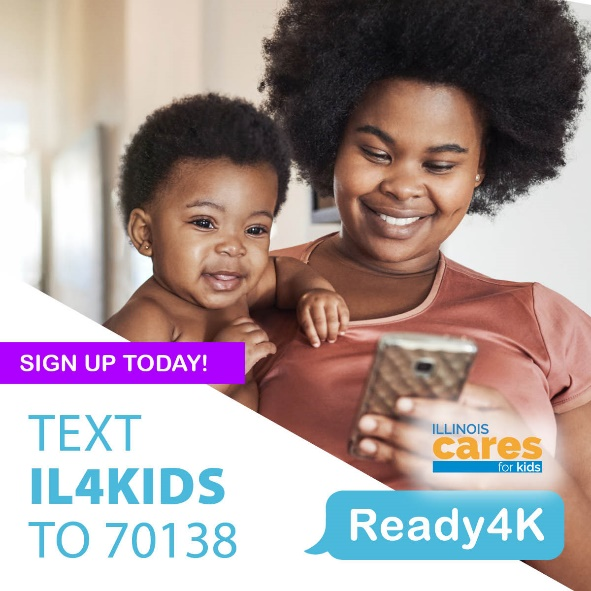 SIGN UP TODAY!
TEXT
IL4KIDS
TO 70138
ILLINOIS
cares
for kids
Ready4K